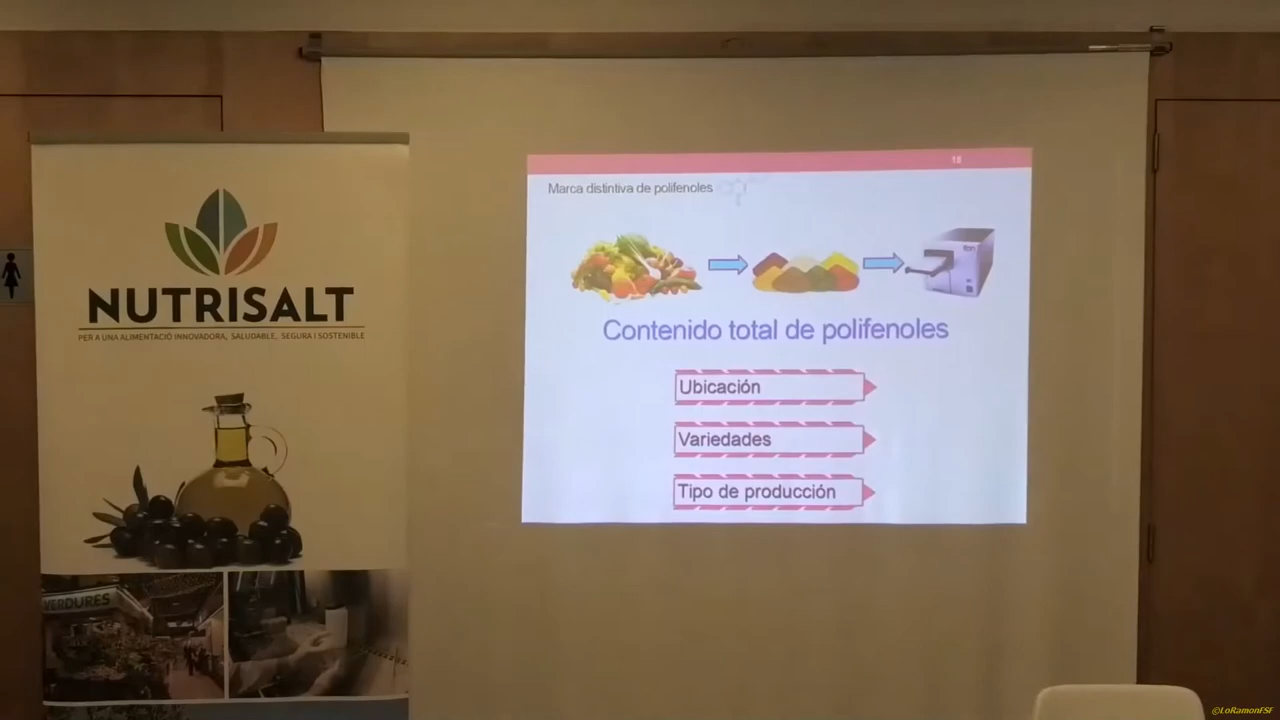 NUTRISALT
PER A UNA ALIMENTACIÓ INNOVADORA, SALUDABLE, SEGURA I SOSTENIBLE
VERDURES
18
Marca distintiva de polifenoles
Contenido total de polifenoles
Ubicación
Variedades
Tipo de producción
©LoRamonFSF